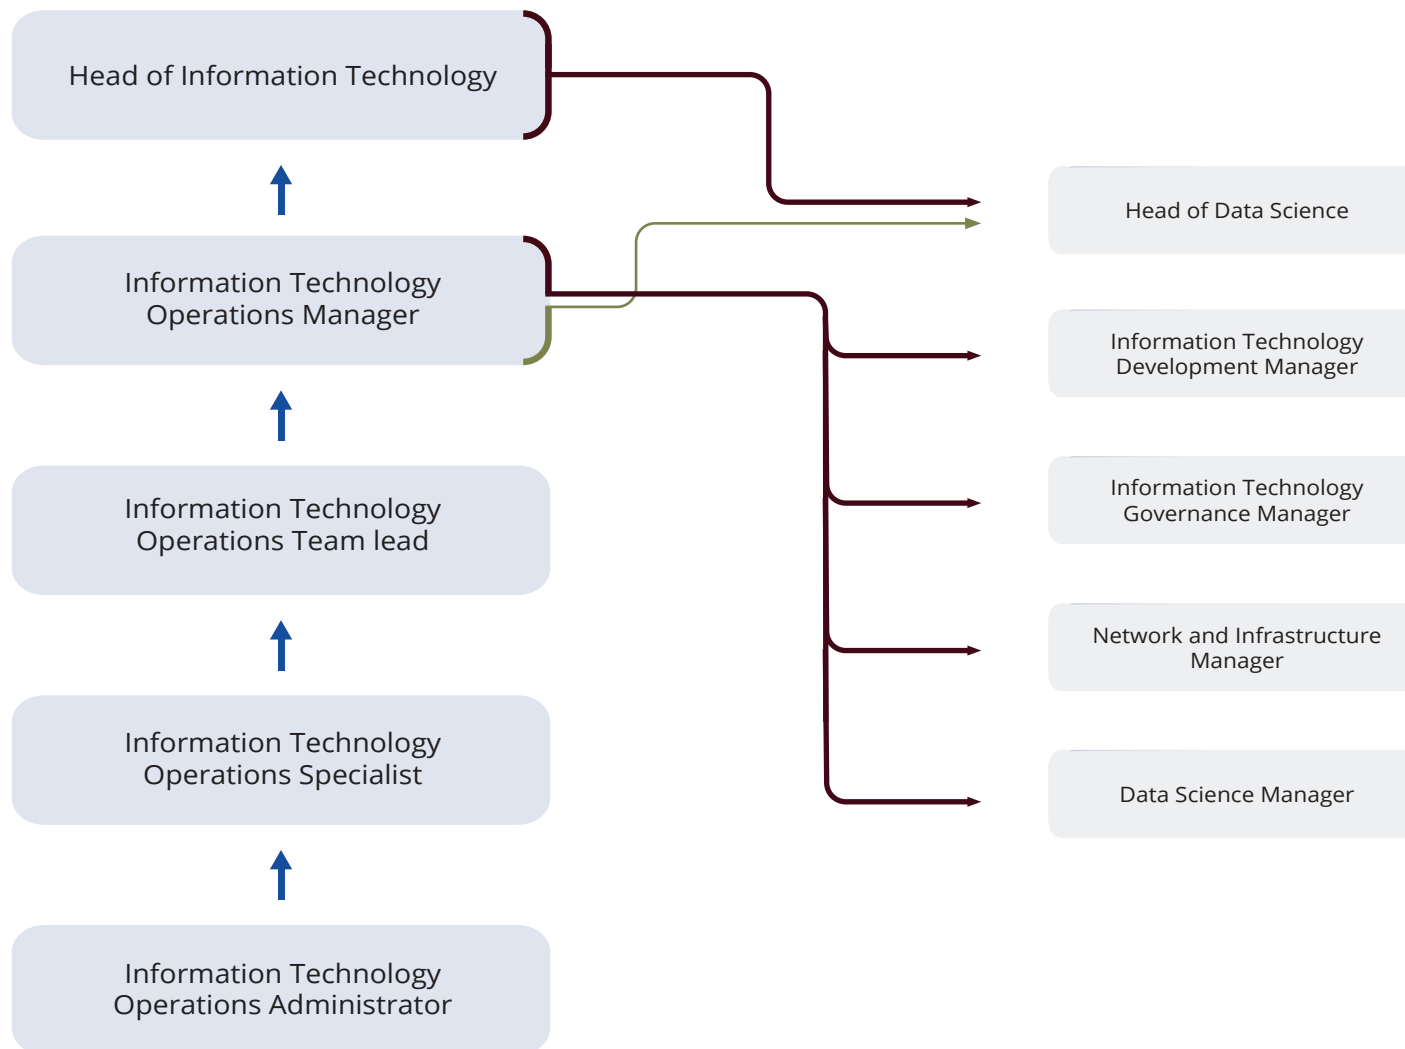 Head of Information Technology
Information Technology
Operations Manager
Information Technology
Operations Team lead
Information Technology
Operations Specialist
Information Technology
Operations Administrator
Head of Data Science
Information Technology
Development Manager
Information Technology
Governance Manager
Network and Infrastructure
Manager
Data Science Manager